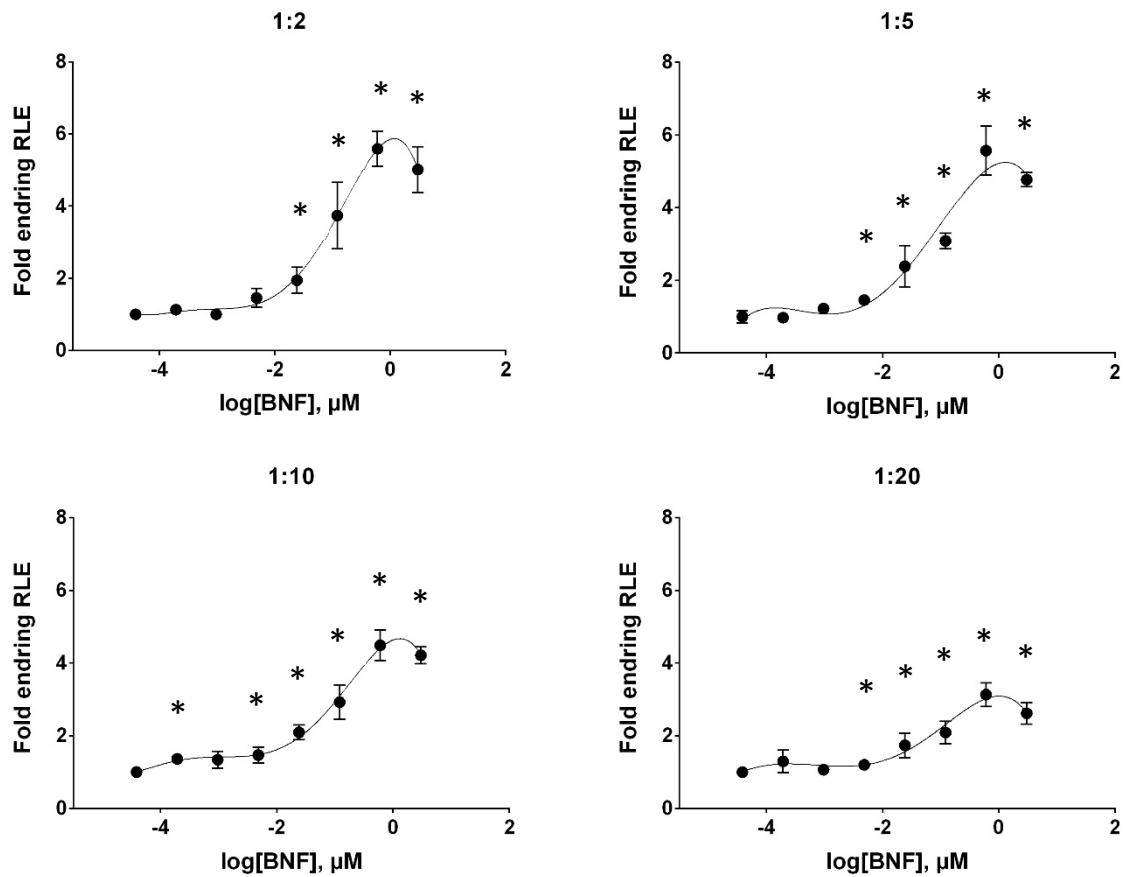 1:2
8
6
4
2
0
Fold endring RLE
* * * * *
-4 -2 0 2
log[BNF], µM
1:5
8
6
4
2
0
Fold endring RLE
* * * * *
-4 -2 0 2
log[BNF], µM
1:10
8
6
4
2
0
Fold endring RLE
* * * * * *
-4 -2 0 2
log[BNF], µM
1:20
8
6
4
2
0
Fold endring RLE
* * * * *
-4 -2 0 2
log[BNF], µM